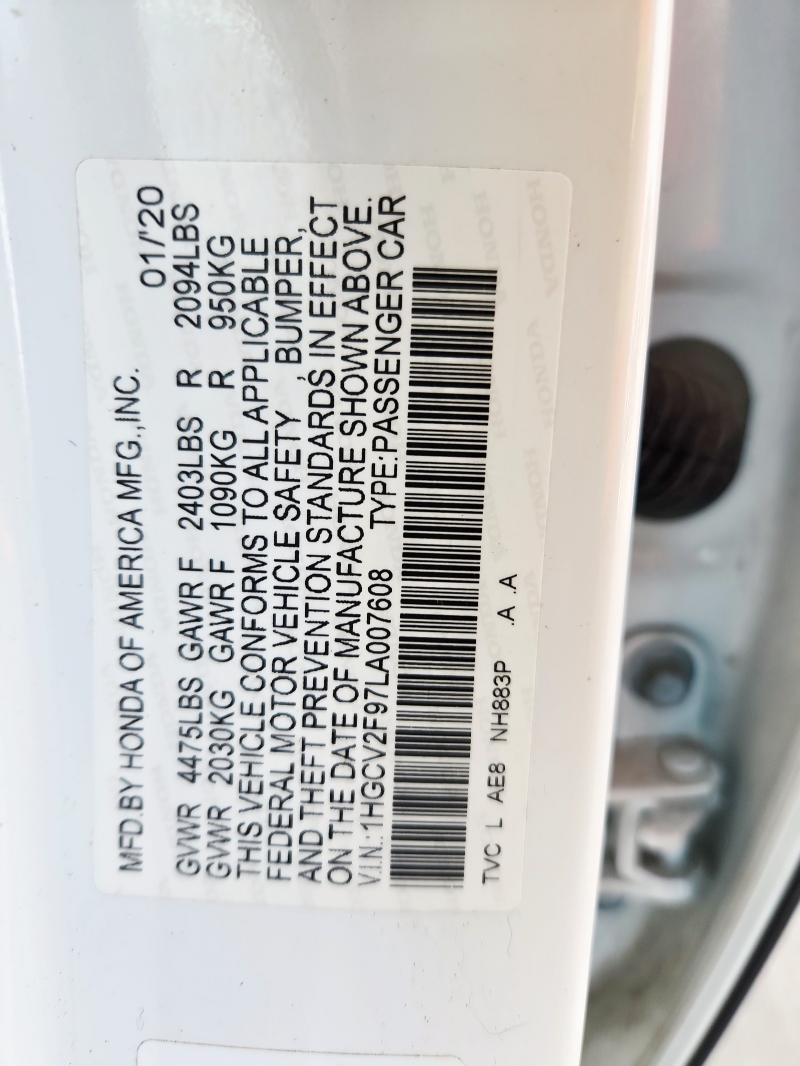 MFD.BY HONDA OF AMERICA MFG.,INC. 01/'20
GVWR 4475LBS GAWR F 2403LBS R 2094LBS
GVWR 2030KG GAWR F 1090KG R 950KG
THIS VEHICLE CONFORMS TO ALL APPLICABLE
FEDERAL MOTOR VEHICLE SAFETY , BUMPER,
AND THEFT PREVENTION STANDARDS IN EFFECT
ON THE DATE OF MANUFACTURE SHOWN ABOVE.
V.I.N.:1HGCV2F97LA007608 TYPE:PASSENGER CAR
TVC L AE8 NH883P .A .A